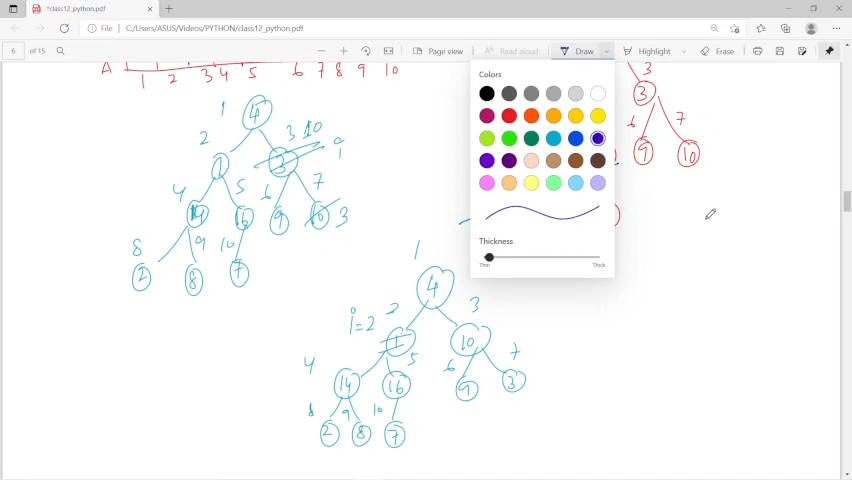 *class12_python.pdf
File C:/Users/ASUS/Videos/PYTHON/class12_python.pdf
6 of 15 Page view Read aloud Draw Highlight Erase
A 1 2 3 4 5 6 7 8 9 10
Colors
Thickness
Thin Thick
3
3
6 7
9 10
1
4
2 3 10
1 3
4 5 6 7
14 16 9 10 3
8 9 10
2 8 7
1
4
i=2 2 3
1 10
4 5 6 7
14 16 9 3
8 9 10
2 8 7